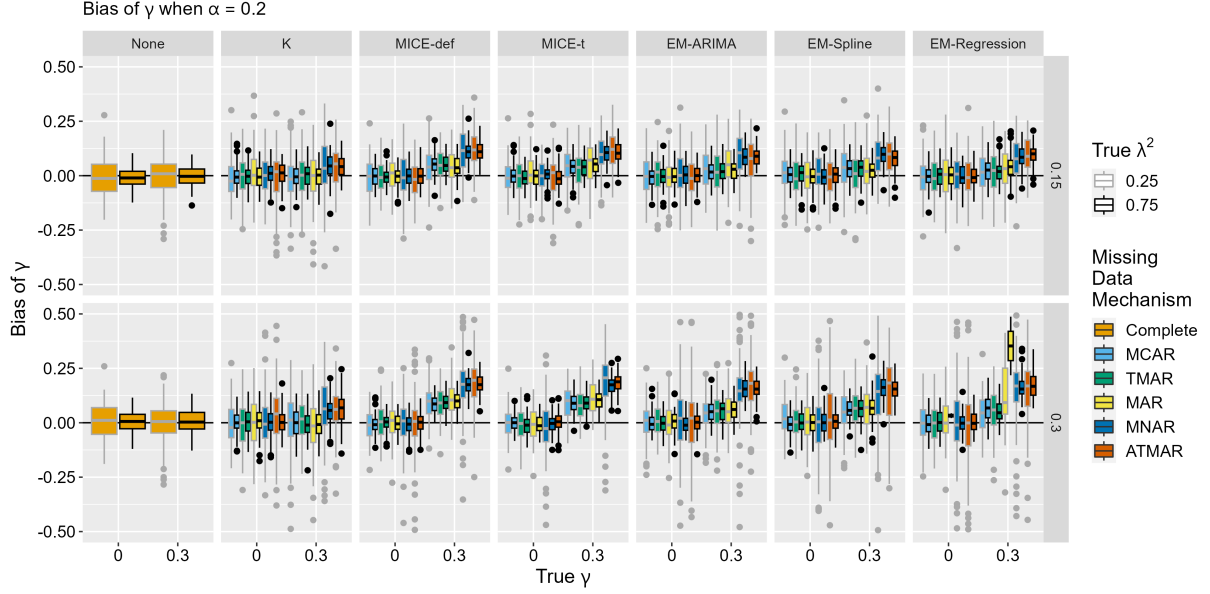 Bias of γ when α = 0.2
None K MICE-def MICE-t EM-ARIMA EM-Spline EM-Regression
0.50
0.25
0.00
-0.25
-0.50
0.15
0.50
0.25
0.00
-0.25
-0.50
0.3
Bias of γ
0 0.3 0 0.3 0 0.3 0 0.3 0 0.3 0 0.3 0 0.3
True γ
True λ²
0.25
0.75
Missing
Data
Mechanism
Complete
MCAR
TMAR
MAR
MNAR
ATMAR